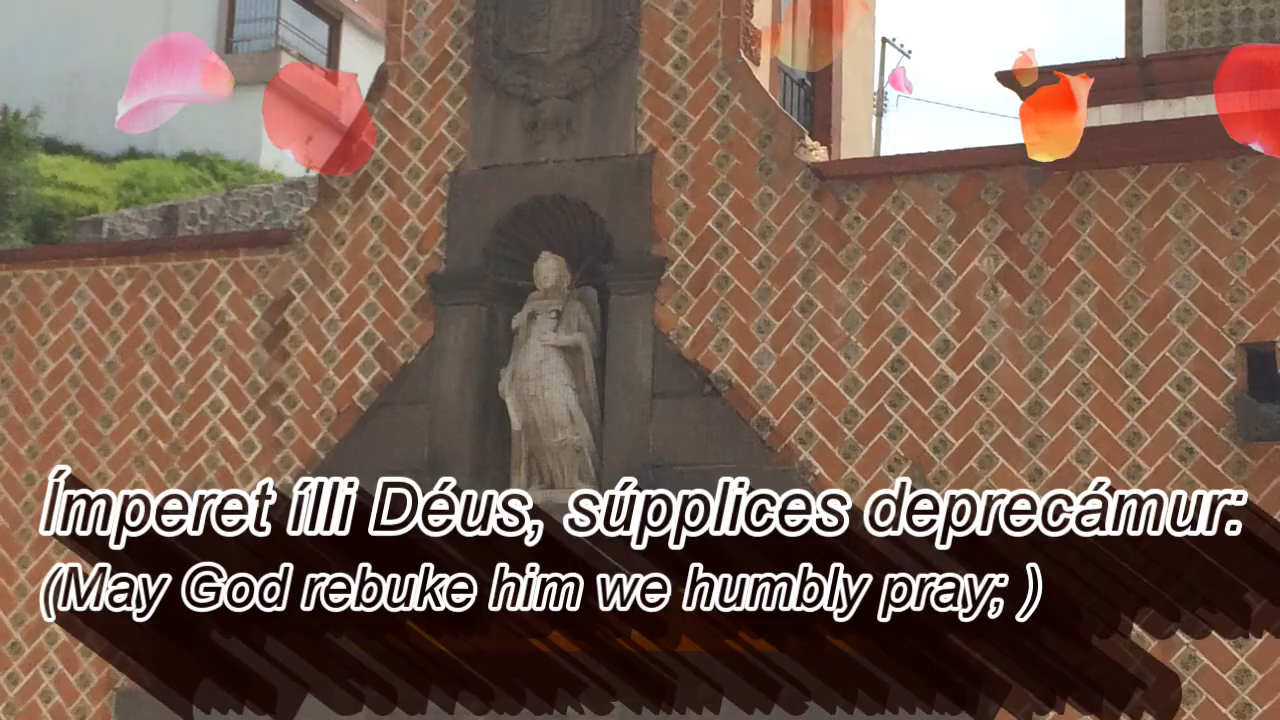 Ímperet ílli Déus, súpplices deprecámur:
(May God rebuke him we humbly pray; )